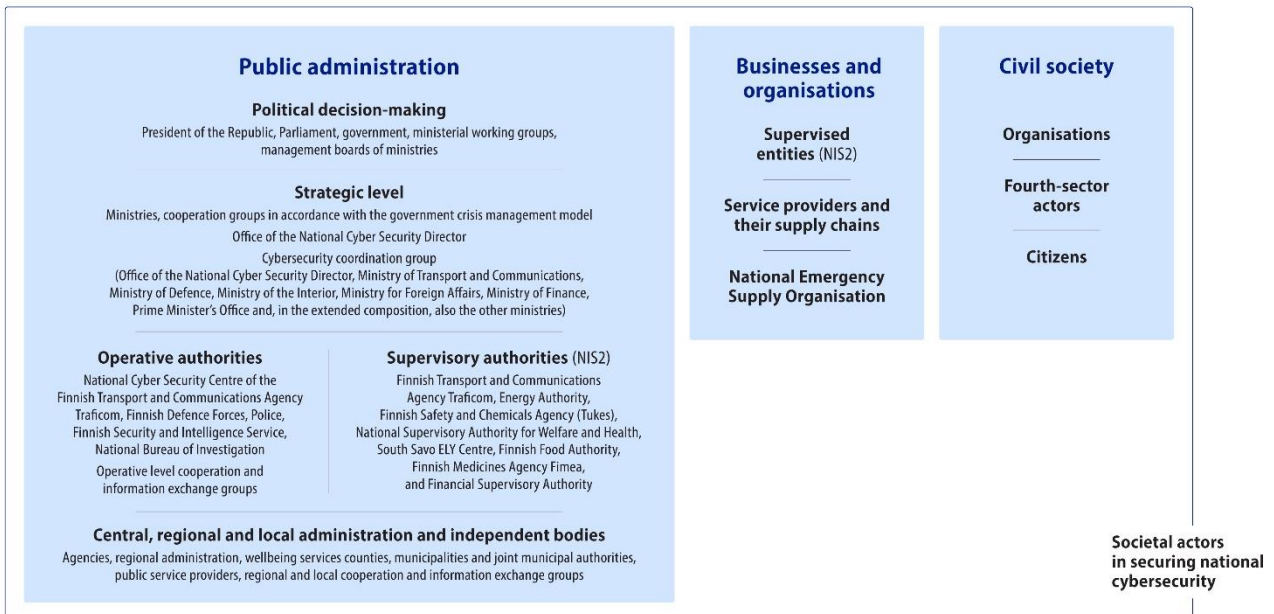 Public administration
Political decision-making
President of the Republic, Parliament, government, ministerial working groups,
management boards of ministries
Strategic level
Ministries, cooperation groups in accordance with the government crisis management model
Office of the National Cyber Security Director
Cybersecurity coordination group
(Office of the National Cyber Security Director, Ministry of Transport and Communications,
Ministry of Defence, Ministry of the Interior, Ministry for Foreign Affairs, Ministry of Finance,
Prime Minister's Office and, in the extended composition, also the other ministries)
Operative authorities
National Cyber Security Centre of the
Finnish Transport and Communications Agency
Traficom, Finnish Defence Forces, Police,
Finnish Security and Intelligence Service,
National Bureau of Investigation
Operative level cooperation and
information exchange groups
Supervisory authorities (NIS2)
Finnish Transport and Communications
Agency Traficom, Energy Authority,
Finnish Safety and Chemicals Agency (Tukes),
National Supervisory Authority for Welfare and Health,
South Savo ELY Centre, Finnish Food Authority,
Finnish Medicines Agency Fimea,
and Financial Supervisory Authority
Central, regional and local administration and independent bodies
Agencies, regional administration, wellbeing services counties, municipalities and joint municipal authorities,
public service providers, regional and local cooperation and information exchange groups
Businesses and
organisations
Supervised
entities (NIS2)
Service providers and
their supply chains
National Emergency
Supply Organisation
Civil society
Organisations
Fourth-sector
actors
Citizens
Societal actors
in securing national
cybersecurity